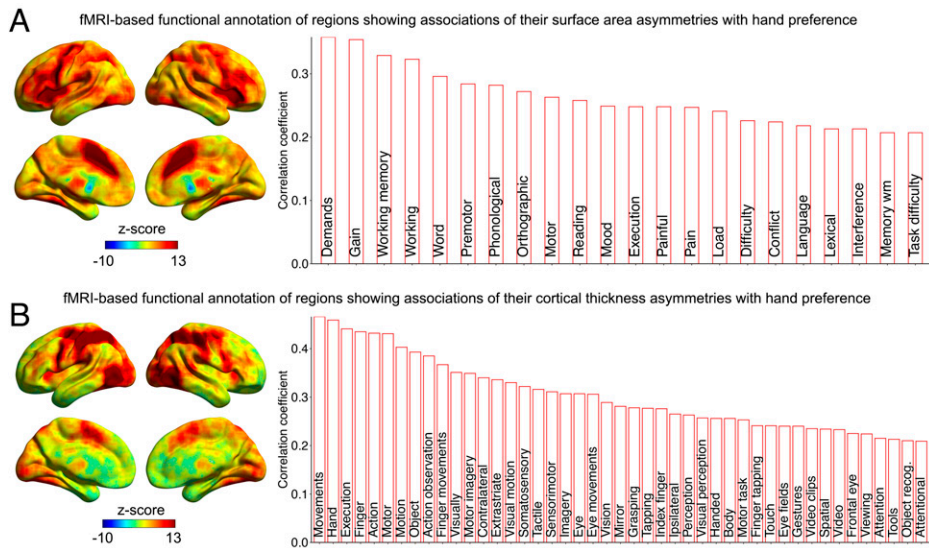 A
fMRI-based functional annotation of regions showing associations of their surface area asymmetries with hand preference
z-score
-10 13
Correlation coefficient
0.3
0.2
0.1
0.0
Demands
Gain
Working memory
Working
Word
Premotor
Phonological
Orthographic
Motor
Reading
Mood
Execution
Painful
Pain
Load
Difficulty
Conflict
Language
Lexical
Interference
Memory wm
Task difficulty
B
fMRI-based functional annotation of regions showing associations of their cortical thickness asymmetries with hand preference
z-score
-10 13
Correlation coefficient
0.4
0.3
0.2
0.1
0.0
Movements
Hand
Execution
Finger
Action
Motor
Motion
Object
Action observation
Finger movements
Visually
Motor imagery
Contralateral
Extrastriate
Visual motion
Somatosensory
Tactile
Sensorimotor
Imagery
Eye
Eye movements
Vision
Mirror
Grasping
Tapping
Index finger
Ipsilateral
Perception
Visual perception
Handed
Body
Motor task
Finger tapping
Touch
Eye fields
Gestures
Video clips
Spatial
Video
Frontal eye
Viewing
Attention
Tools
Object recog.
Attentional